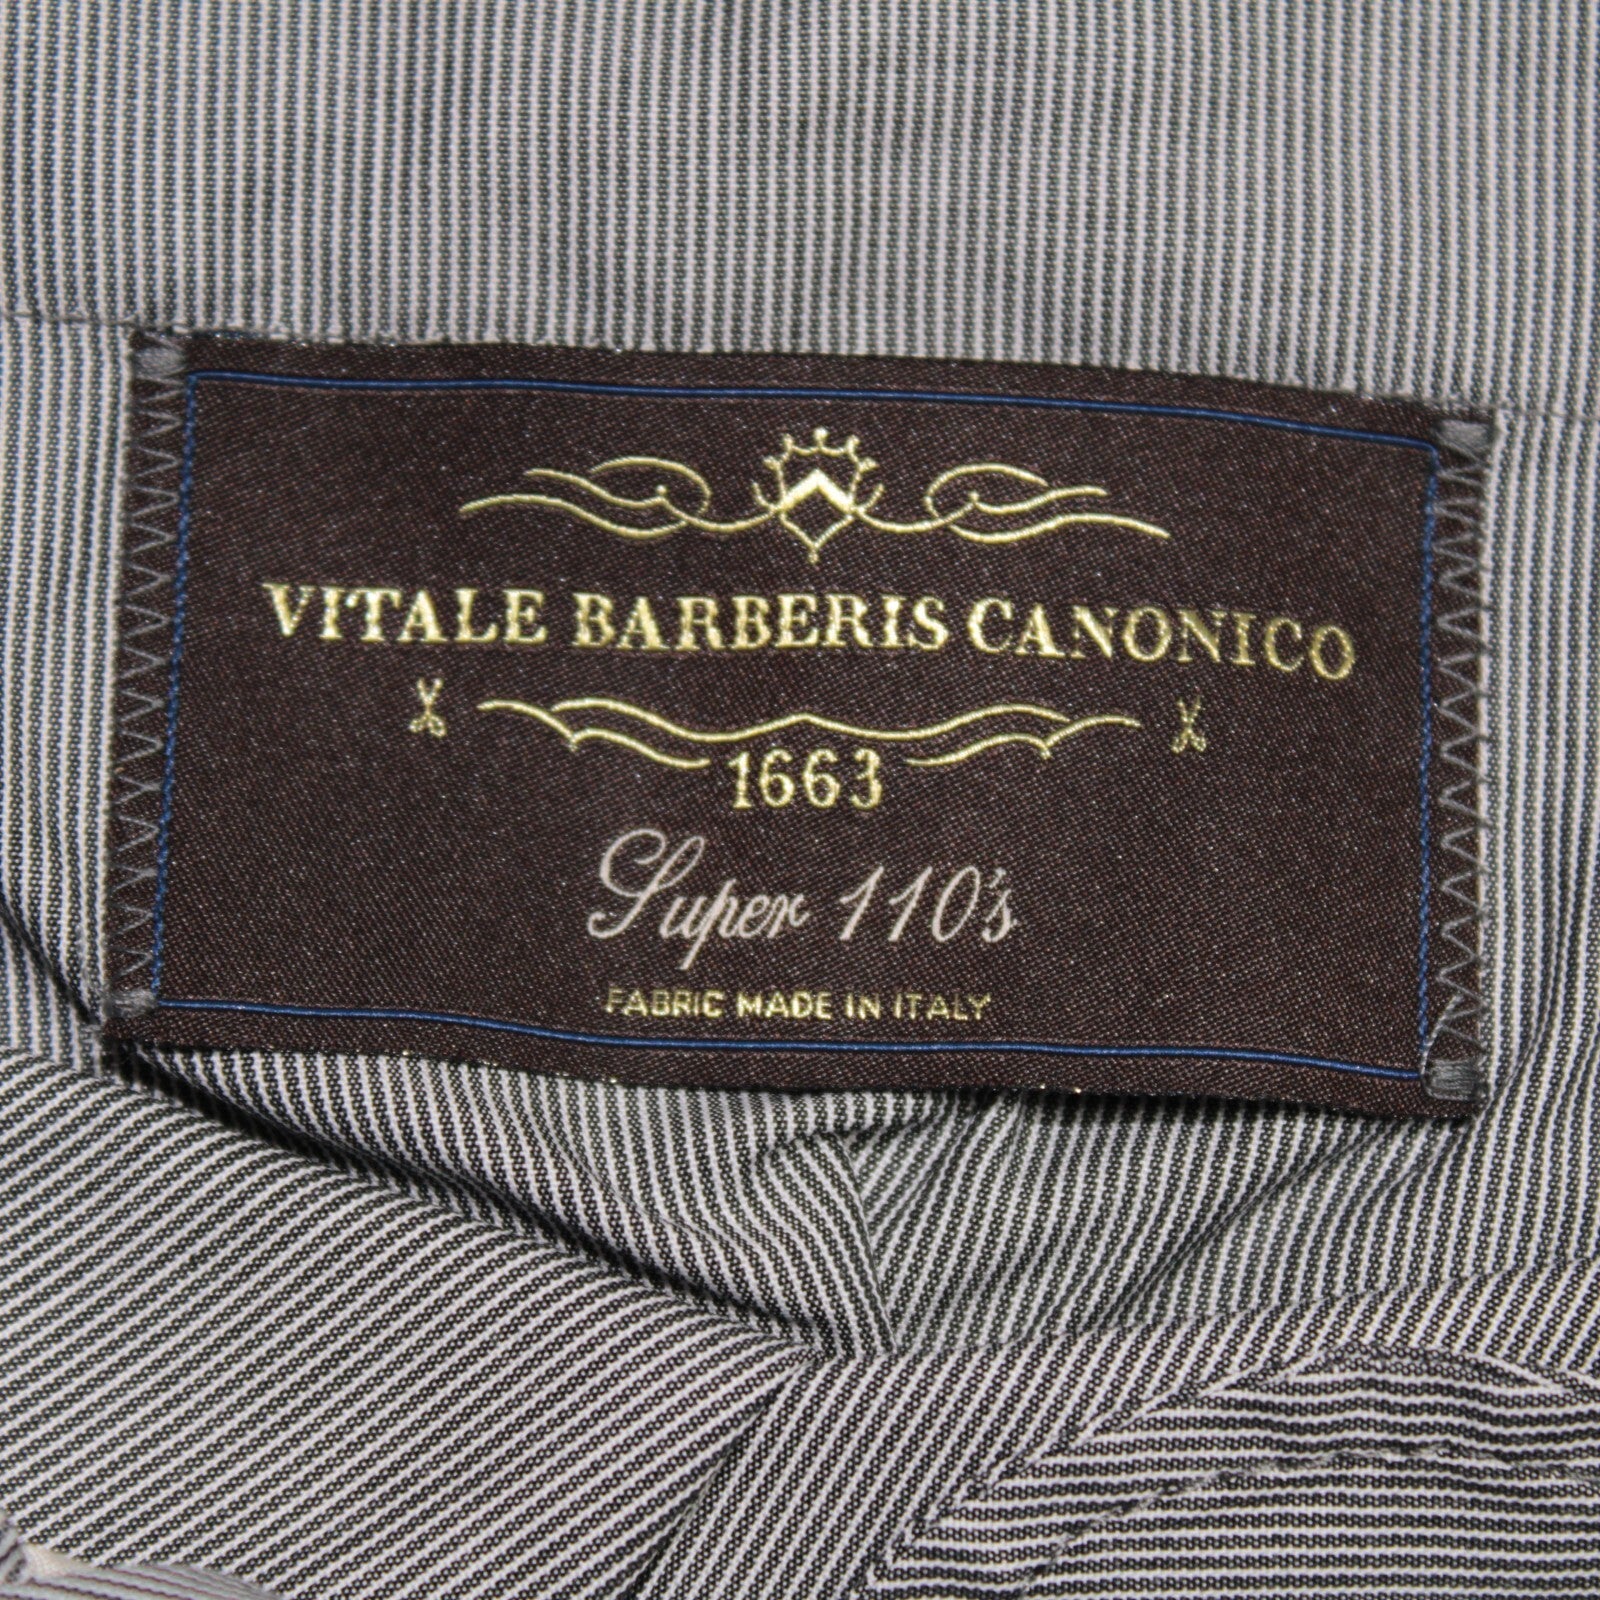 VITALE BARBERIS CANONICO
1663
Super 110's
FABRIC MADE IN ITALY